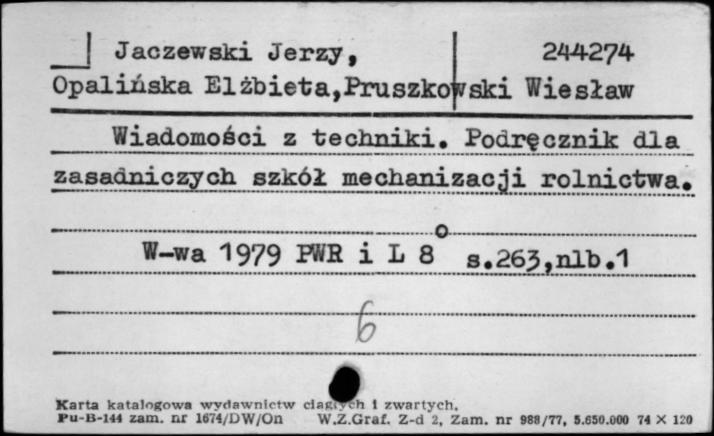 Jaczewski Jerzy, 244274
Opalińska Elżbieta,Pruszkowski Wiesław
Wiadomości z techniki. Podręcznik dla
zasadniczych szkół mechanizacji rolnictwa.
W-wa 1979 PWR i L 8° s.263,nlb.1
6
Karta katalogowa wydawnictw ciągłych i zwartych.
Pu-B-144 zam. nr 1674/DW/On W.Z.Graf. Z-d 2, Zam. nr 988/77, 5.650.000 74 X 120